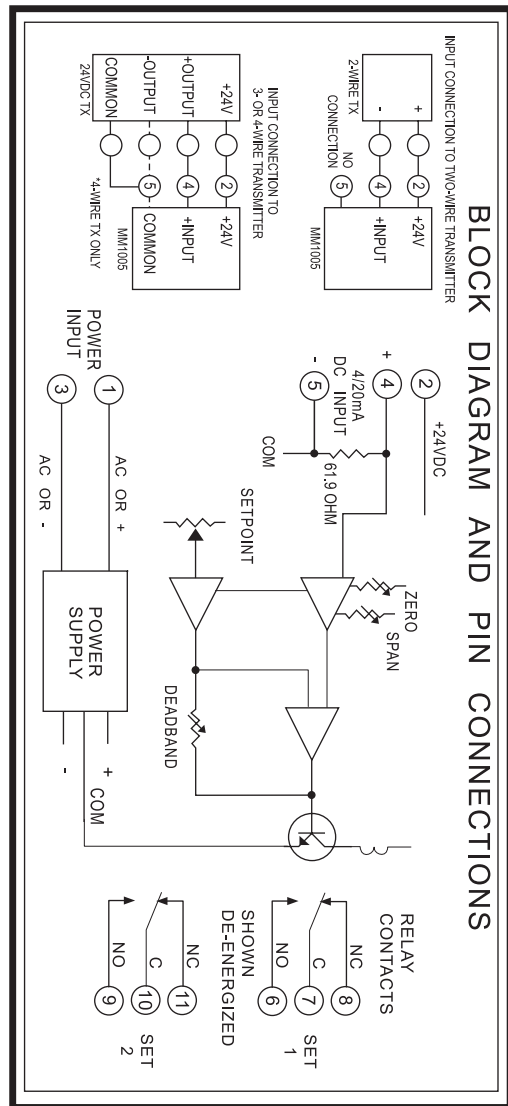 BLOCK DIAGRAM AND PIN CONNECTIONS
INPUT CONNECTION TO TWO-WIRE TRANSMITTER
2-WIRE TX
+
-
NO
CONNECTION
2
4
5
+24V
+INPUT
MM1005
INPUT CONNECTION TO
3- OR 4-WIRE TRANSMITTER
+24V
+OUTPUT
-OUTPUT
COMMON
24VDC TX
2
4
5
+24V
+INPUT
COMMON
MM1005
*4-WIRE TX ONLY
2
+24VDC
+
4
4/20mA
DC INPUT
-
5
61.9 OHM
COM
ZERO
SPAN
SETPOINT
DEADBAND
POWER
INPUT
1
3
AC OR +
AC OR -
POWER
SUPPLY
+
COM
-
RELAY
CONTACTS
NC
8
C
7
NO
6
SET
1
SHOWN
DE-ENERGIZED
NC
11
C
10
NO
9
SET
2